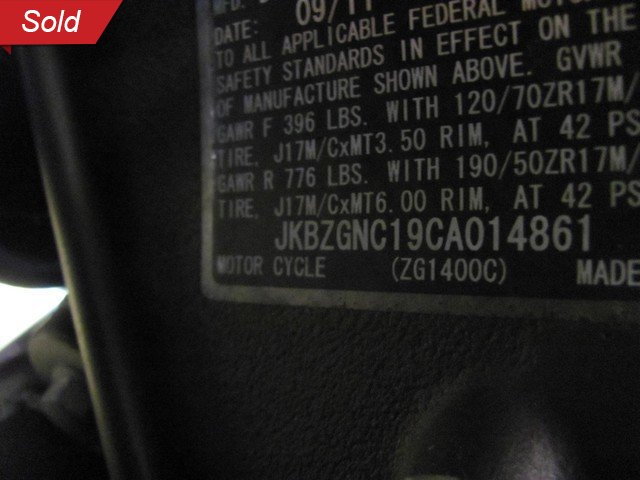 Sold
MFD.
DATE: 09/11
TO ALL APPLICABLE FEDERAL MOTOR
SAFETY STANDARDS IN EFFECT ON THE
OF MANUFACTURE SHOWN ABOVE. GVWR
GAWR F 396 LBS. WITH 120/70ZR17M/
TIRE, J17M/CxMT3.50 RIM, AT 42 PS
GAWR R 776 LBS. WITH 190/50ZR17M/
TIRE, J17M/CxMT6.00 RIM, AT 42 PS
JKBZGNC19CA014861
MOTOR CYCLE (ZG1400C) MADE